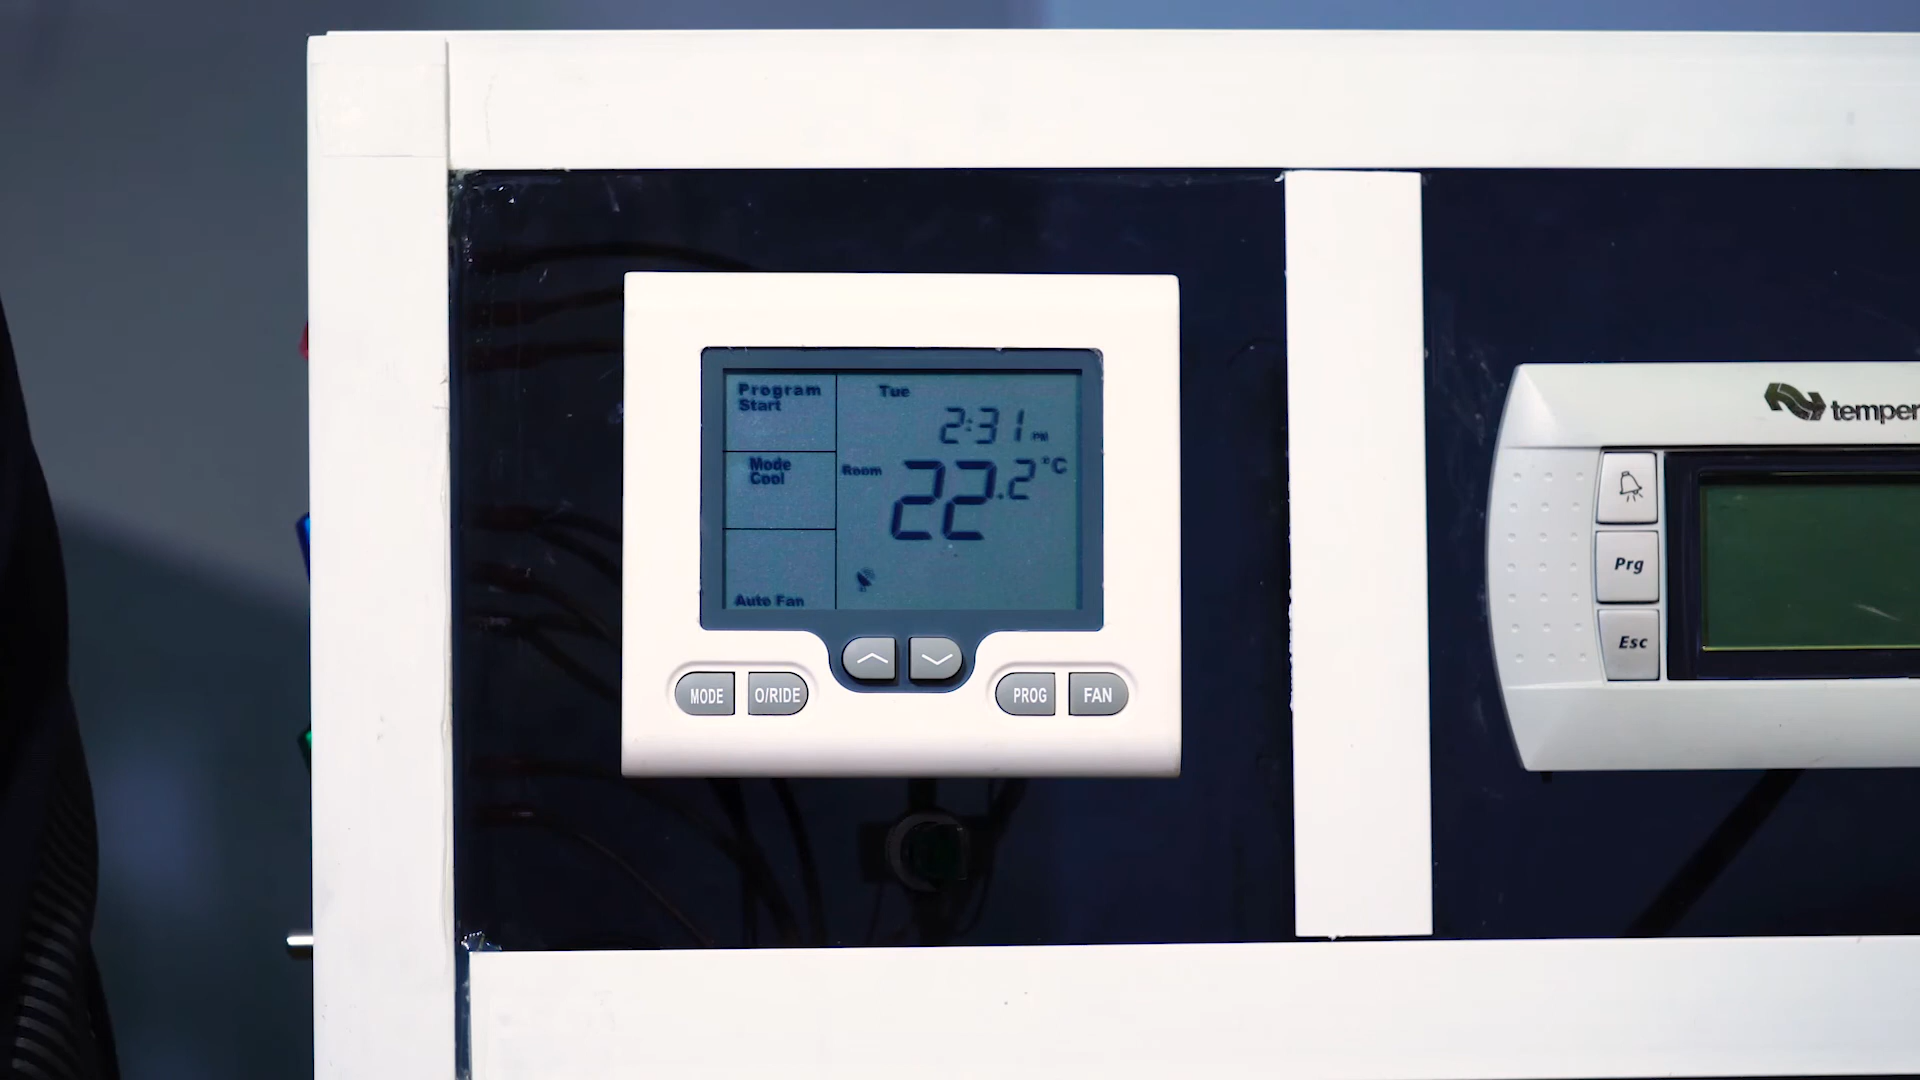 Program
Start
Tue
2:31 PM
Mode
Cool
Room
22.2°C
Auto Fan
MODE
O/RIDE
PROG
FAN
temper
Prg
Esc